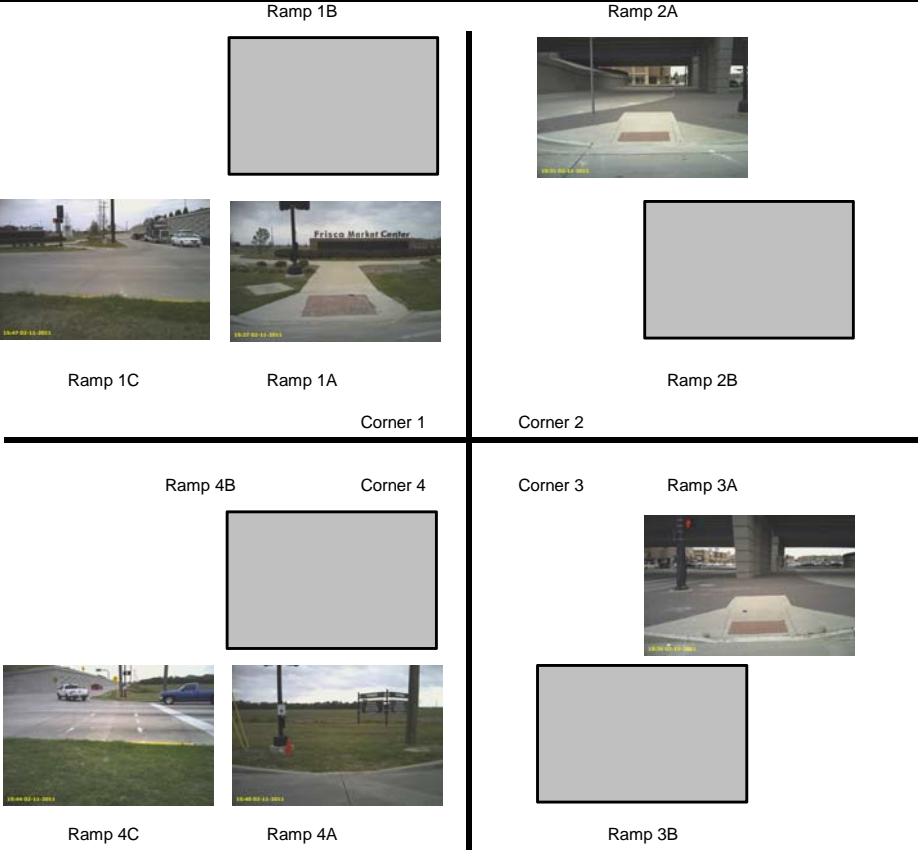 Ramp 1B
Ramp 2A
Frisco Market Center
Ramp 1C
Ramp 1A
Ramp 2B
Corner 1
Corner 2
Ramp 4B
Corner 4
Corner 3
Ramp 3A
Ramp 4C
Ramp 4A
Ramp 3B